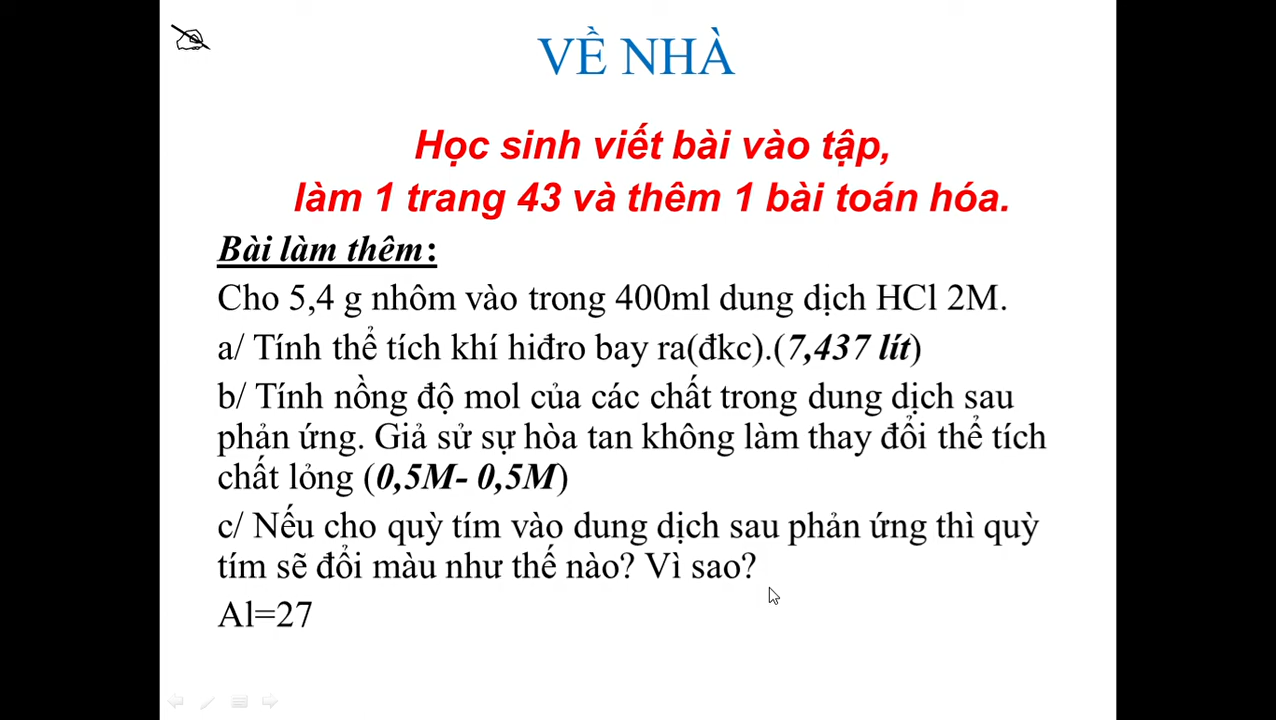 VỀ NHÀ
Học sinh viết bài vào tập,
làm 1 trang 43 và thêm 1 bài toán hóa.
Bài làm thêm:
Cho 5,4 g nhôm vào trong 400ml dung dịch HCl 2M.
a/ Tính thể tích khí hiđro bay ra(đkc).(7,437 lít)
b/ Tính nồng độ mol của các chất trong dung dịch sau
phản ứng. Giả sử sự hòa tan không làm thay đổi thể tích
chất lỏng (0,5M- 0,5M)
c/ Nếu cho quỳ tím vào dung dịch sau phản ứng thì quỳ
tím sẽ đổi màu như thế nào? Vì sao?
Al=27